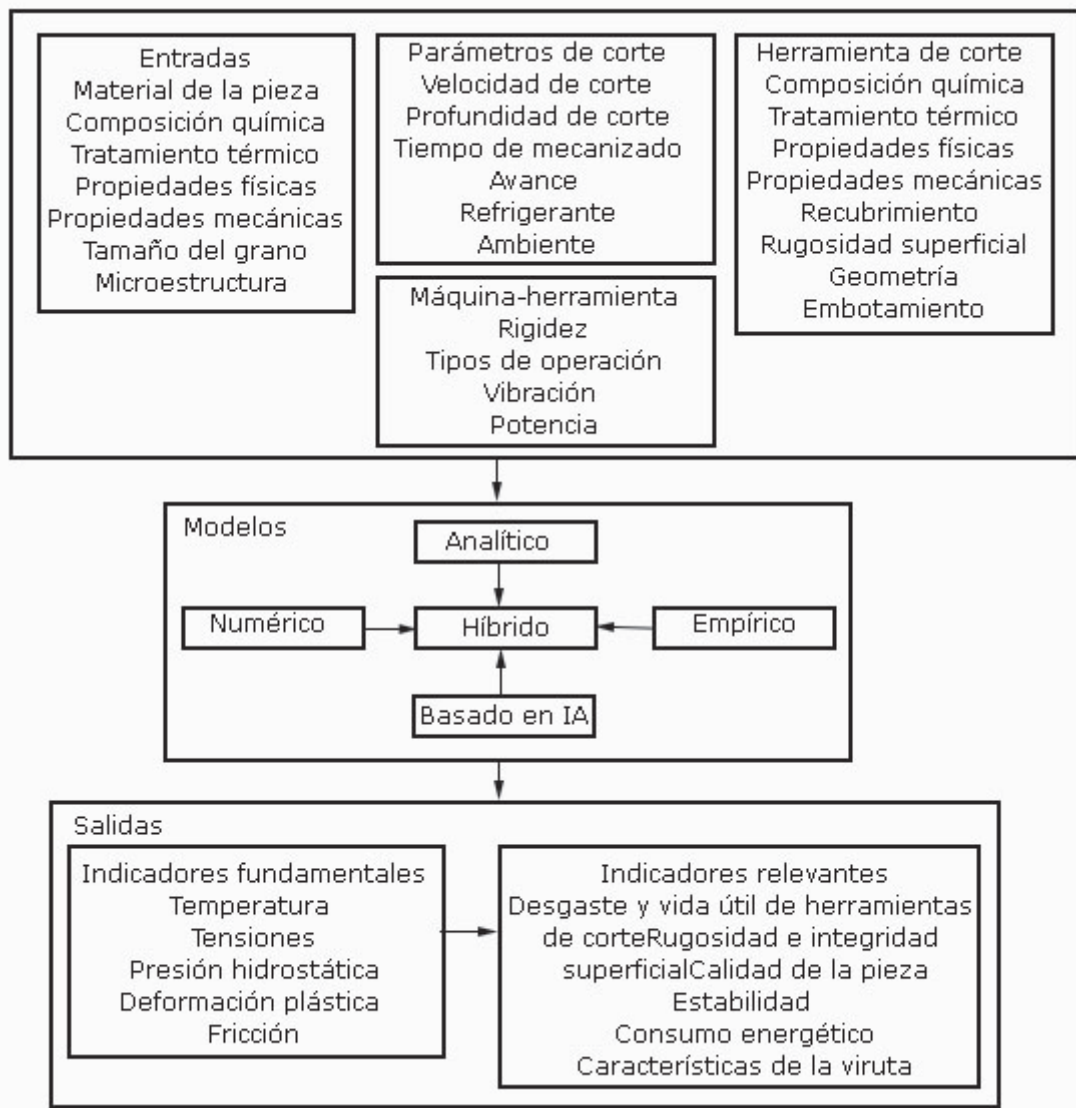 Entradas
Material de la pieza
Composición química
Tratamiento térmico
Propiedades físicas
Propiedades mecánicas
Tamaño del grano
Microestructura
Parámetros de corte
Velocidad de corte
Profundidad de corte
Tiempo de mecanizado
Avance
Refrigerante
Ambiente
Máquina-herramienta
Rigidez
Tipos de operación
Vibración
Potencia
Herramienta de corte
Composición química
Tratamiento térmico
Propiedades físicas
Propiedades mecánicas
Recubrimiento
Rugosidad superficial
Geometría
Embotamiento
Modelos
Analítico
Numérico
Híbrido
Empírico
Basado en IA
Salidas
Indicadores fundamentales
Temperatura
Tensiones
Presión hidrostática
Deformación plástica
Fricción
Indicadores relevantes
Desgaste y vida útil de herramientas
de corteRugosidad e integridad
superficialCalidad de la pieza
Estabilidad
Consumo energético
Características de la viruta